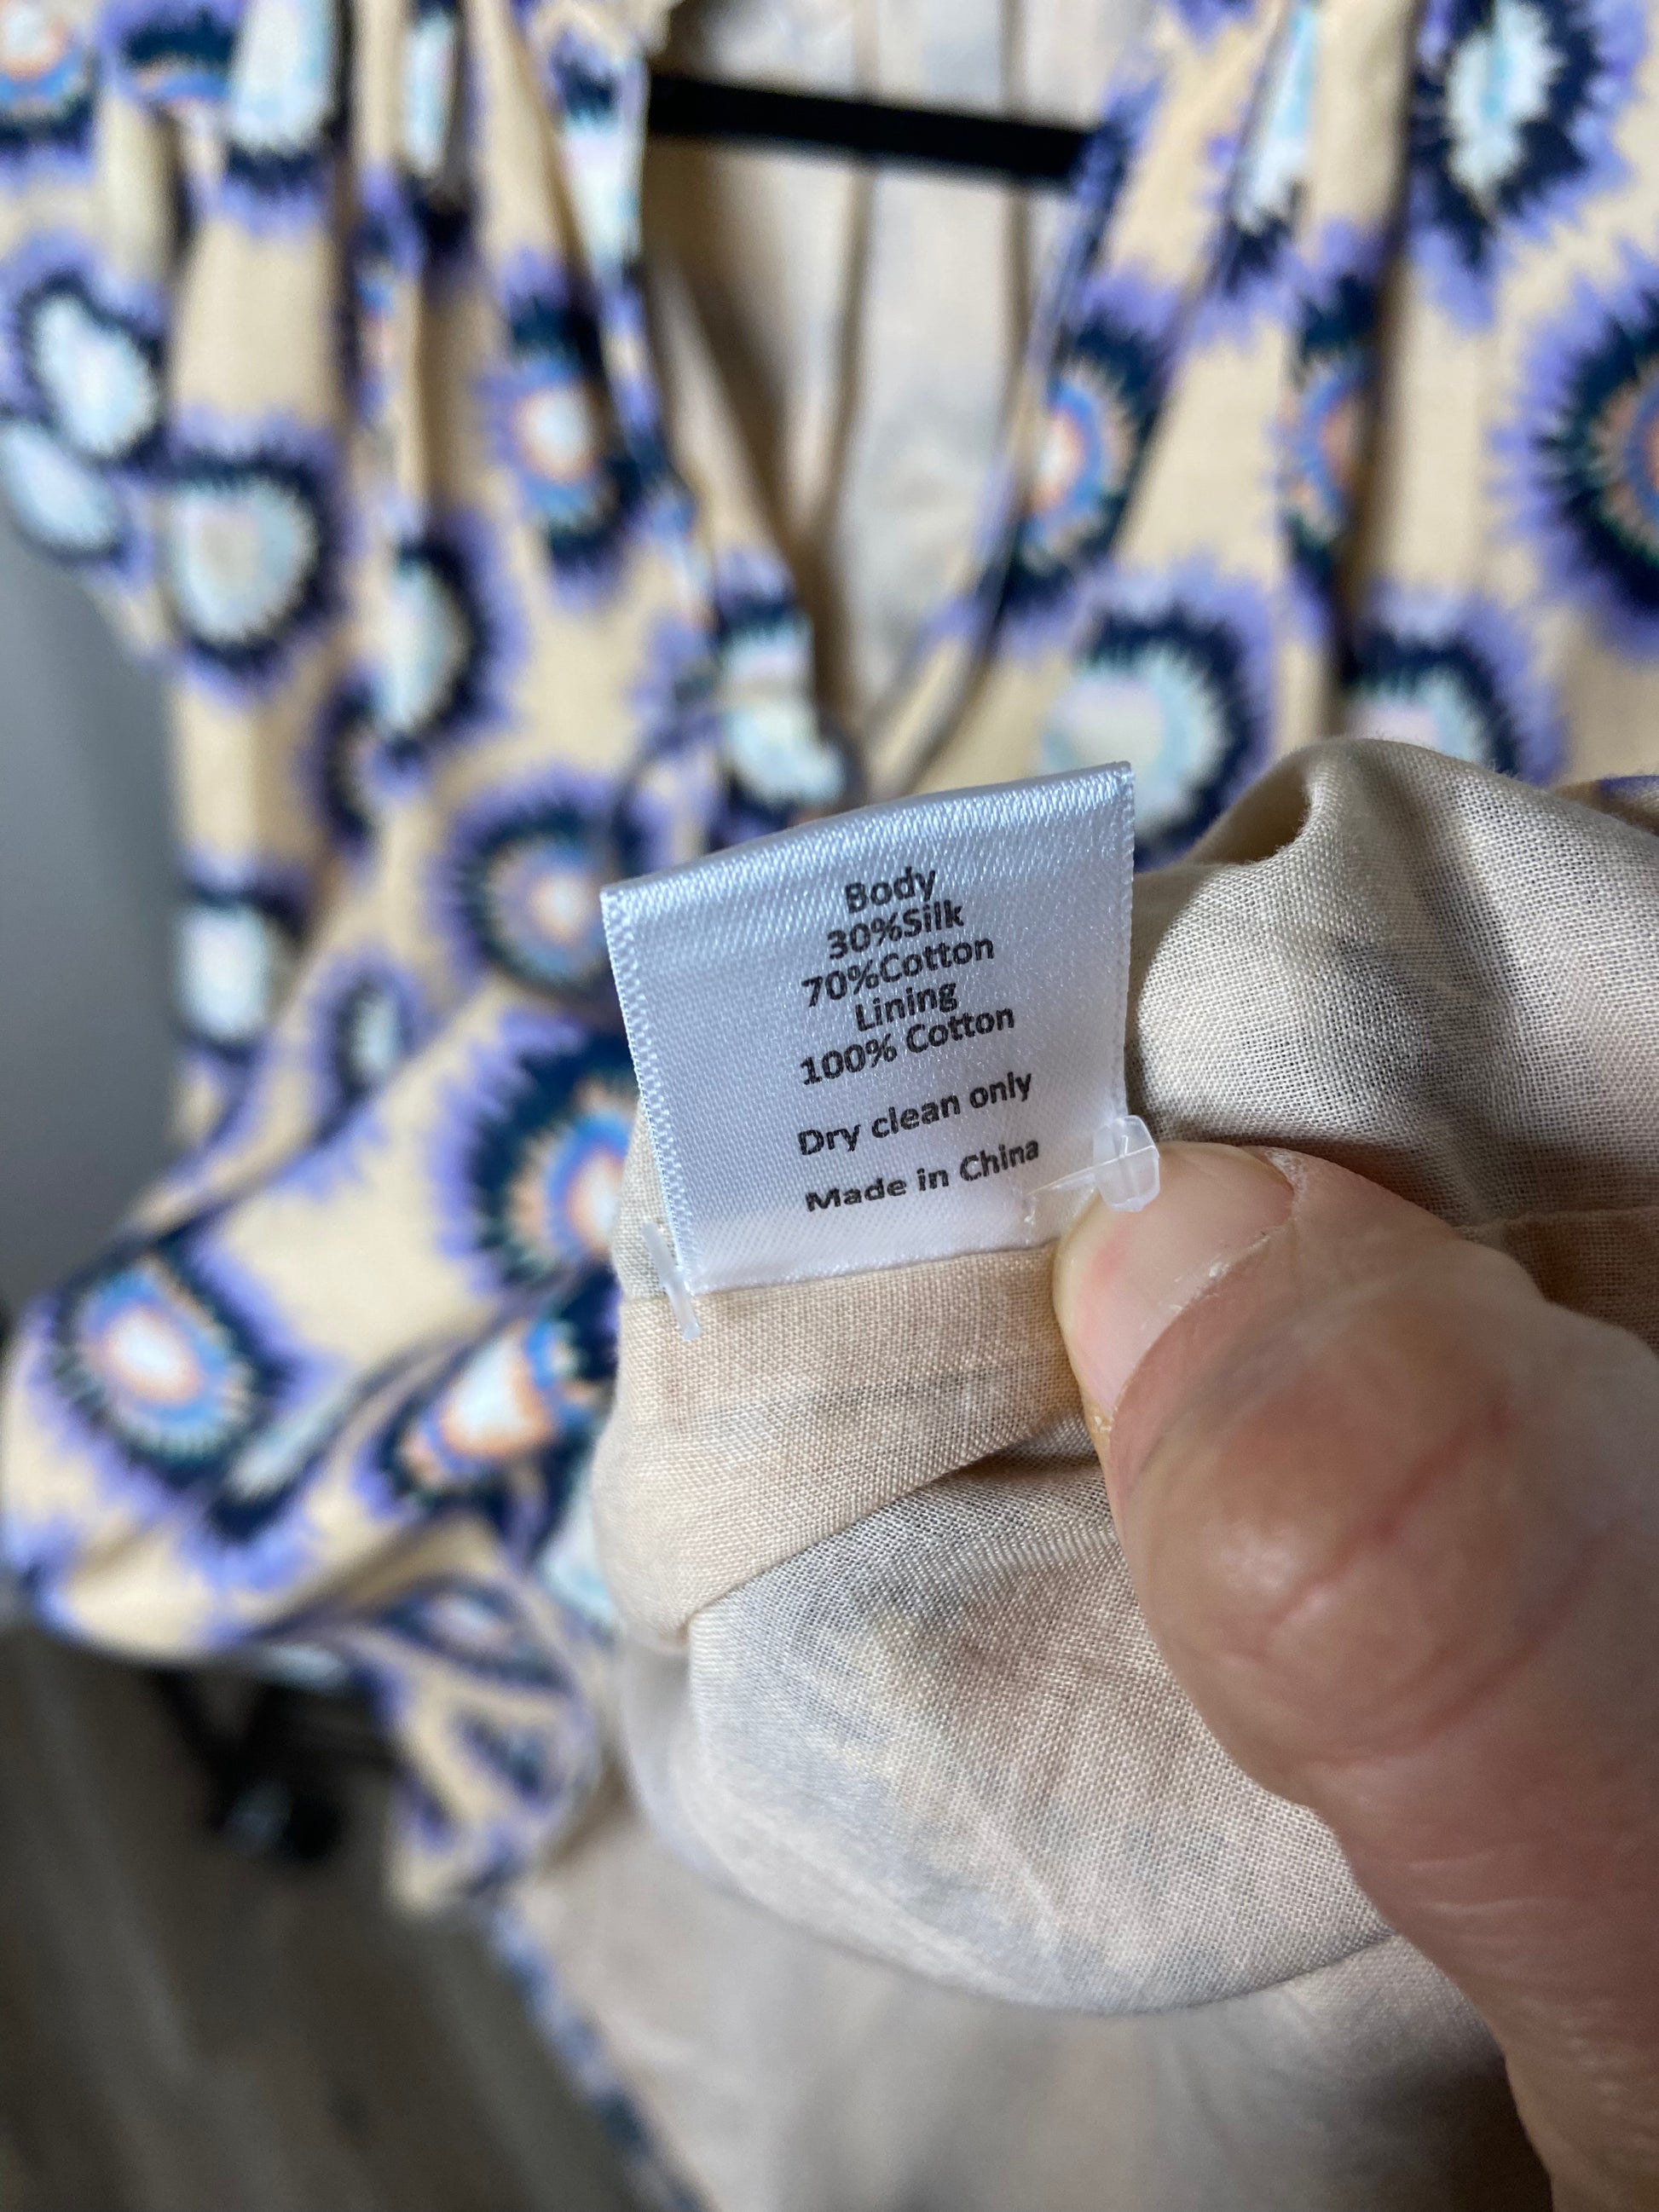 Body
30%Silk
70%Cotton
Lining
100% Cotton
Dry clean only
Made in China